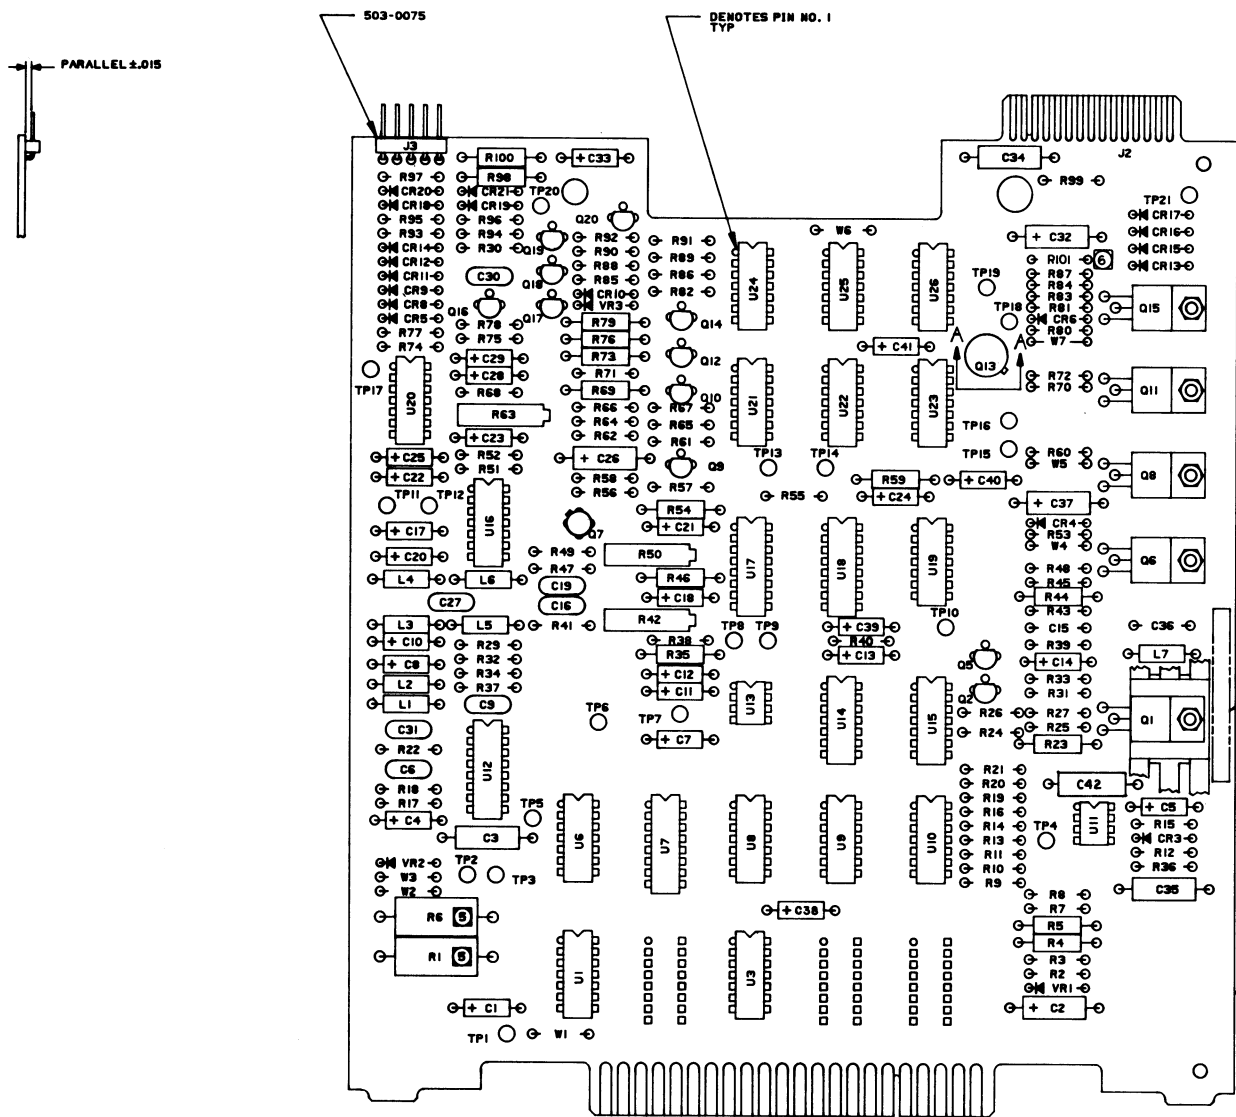 503-0075
DENOTES PIN NO. 1
TYP
PARALLEL ±.015
J3
J2
R100
+ C33
C34
R97
R98
R99
CR20
CR21
TP20
TP21
CR18
CR19
Q20
CR17
R95
R96
W6
CR16
R93
R94
Q19
R92
R91
+ C32
CR14
R30
R90
R89
CR15
CR12
C30
R88
R101
6
CR13
CR11
Q18
R85
R86
R87
CR9
CR10
R82
U24
U25
U26
TP19
R84
CR8
VR3
R83
CR5
Q16
Q17
Q14
TP18
R81
Q15
R77
R78
R79
CR6
R74
R75
R76
R80
W7
+ C29
R73
Q12
+ C41
A
A
Q13
TP17
+ C28
R71
R72
U20
R68
R69
Q10
U21
U22
U23
R70
Q11
R63
R66
R67
R64
R65
TP16
+ C23
R62
R61
TP15
+ C25
R52
+ C26
Q9
TP13
TP14
R60
+ C22
R51
R58
R59
+ C40
W5
Q8
R56
R57
R55
+ C24
TP11
TP12
U16
R54
+ C37
+ C17
Q7
+ C21
CR4
R53
+ C20
R49
R50
U17
U18
U19
W4
Q6
L4
L6
R47
R46
R48
C19
+ C18
R45
C27
C16
R44
L3
L5
R41
R42
TP8
TP9
+ C39
TP10
R43
+ C10
R38
R40
C15
C36
R29
R35
+ C13
R39
+ C8
R32
+ C12
Q5
+ C14
L7
L2
R34
+ C11
R33
R37
U13
U14
U15
Q2
R31
L1
C9
TP6
TP7
R26
R27
Q1
C31
+ C7
R24
R25
R22
R23
C6
U12
R21
R18
R20
C42
R17
R19
+ C4
TP5
R16
+ C5
C3
U6
U7
U8
U9
U10
R14
TP4
U11
R15
R13
CR3
VR2
TP2
R11
R12
W3
TP3
R10
R36
W2
R9
C35
R6
5
+ C38
R8
R7
R5
R1
5
R4
U1
U3
R3
R2
VR1
+ C1
+ C2
TP1
W1